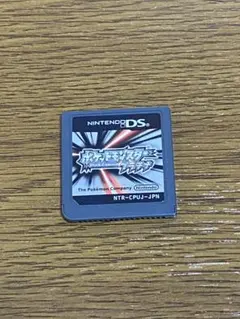 NINTENDO DS
ポケットモンスター
プラチナ
The Pokémon Company Nintendo
NTR-CPUJ-JPN